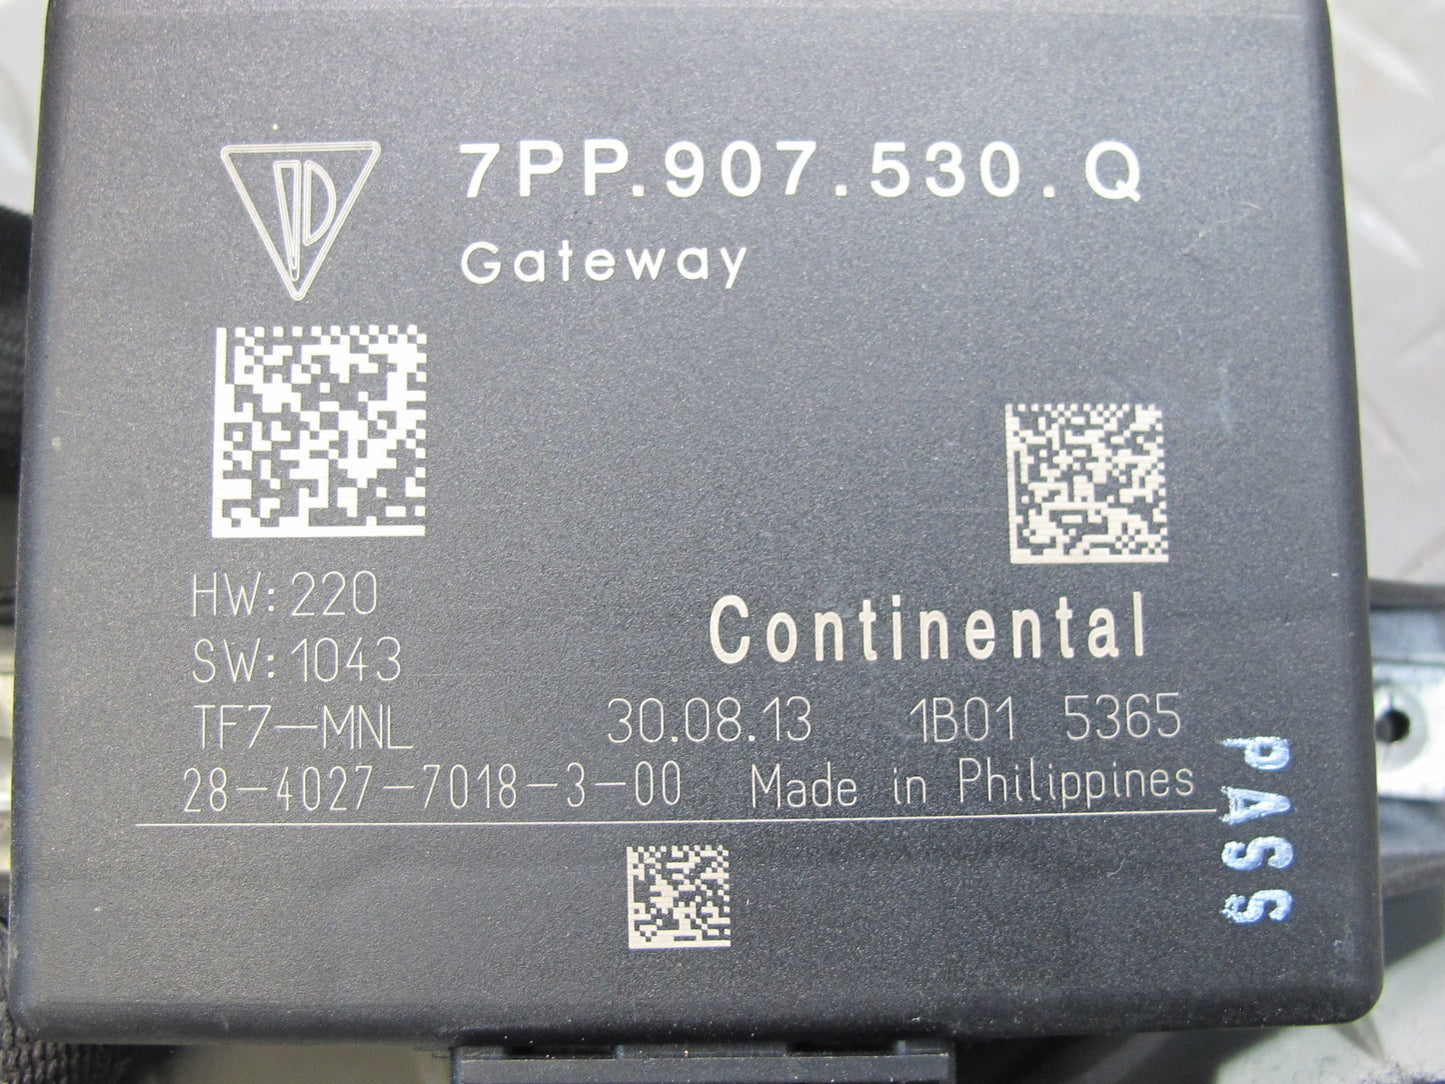 7PP.907.530.Q
Gateway
HW:220
SW:1043
Continental
TF7-MNL 30.08.13 1B01 5365
28-4027-7018-3-00 Made in Philippines
PASS